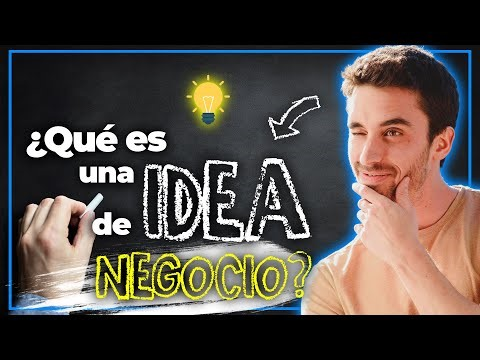 ¿Qué es
una
de IDEA
NEGOCIO?